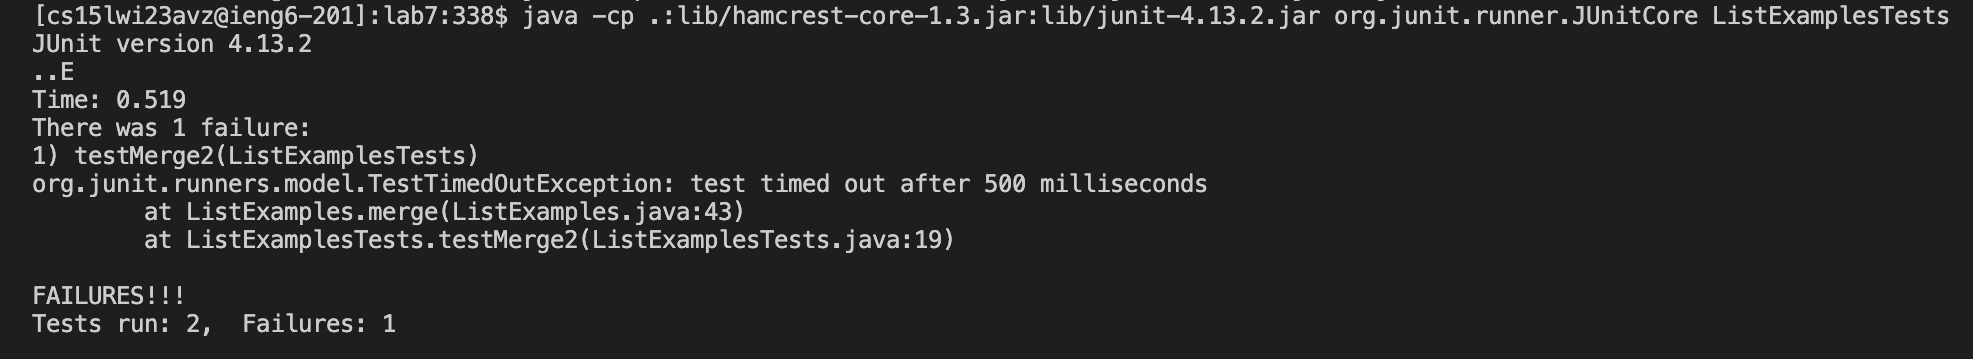 [cs15lwi23avz@ieng6-201]:lab7:338$ java -cp .:lib/hamcrest-core-1.3.jar:lib/junit-4.13.2.jar org.junit.runner.JUnitCore ListExamplesTests
JUnit version 4.13.2
..E
Time: 0.519
There was 1 failure:
1) testMerge2(ListExamplesTests)
org.junit.runners.model.TestTimedOutException: test timed out after 500 milliseconds
        at ListExamples.merge(ListExamples.java:43)
        at ListExamplesTests.testMerge2(ListExamplesTests.java:19)
FAILURES!!!
Tests run: 2,  Failures: 1